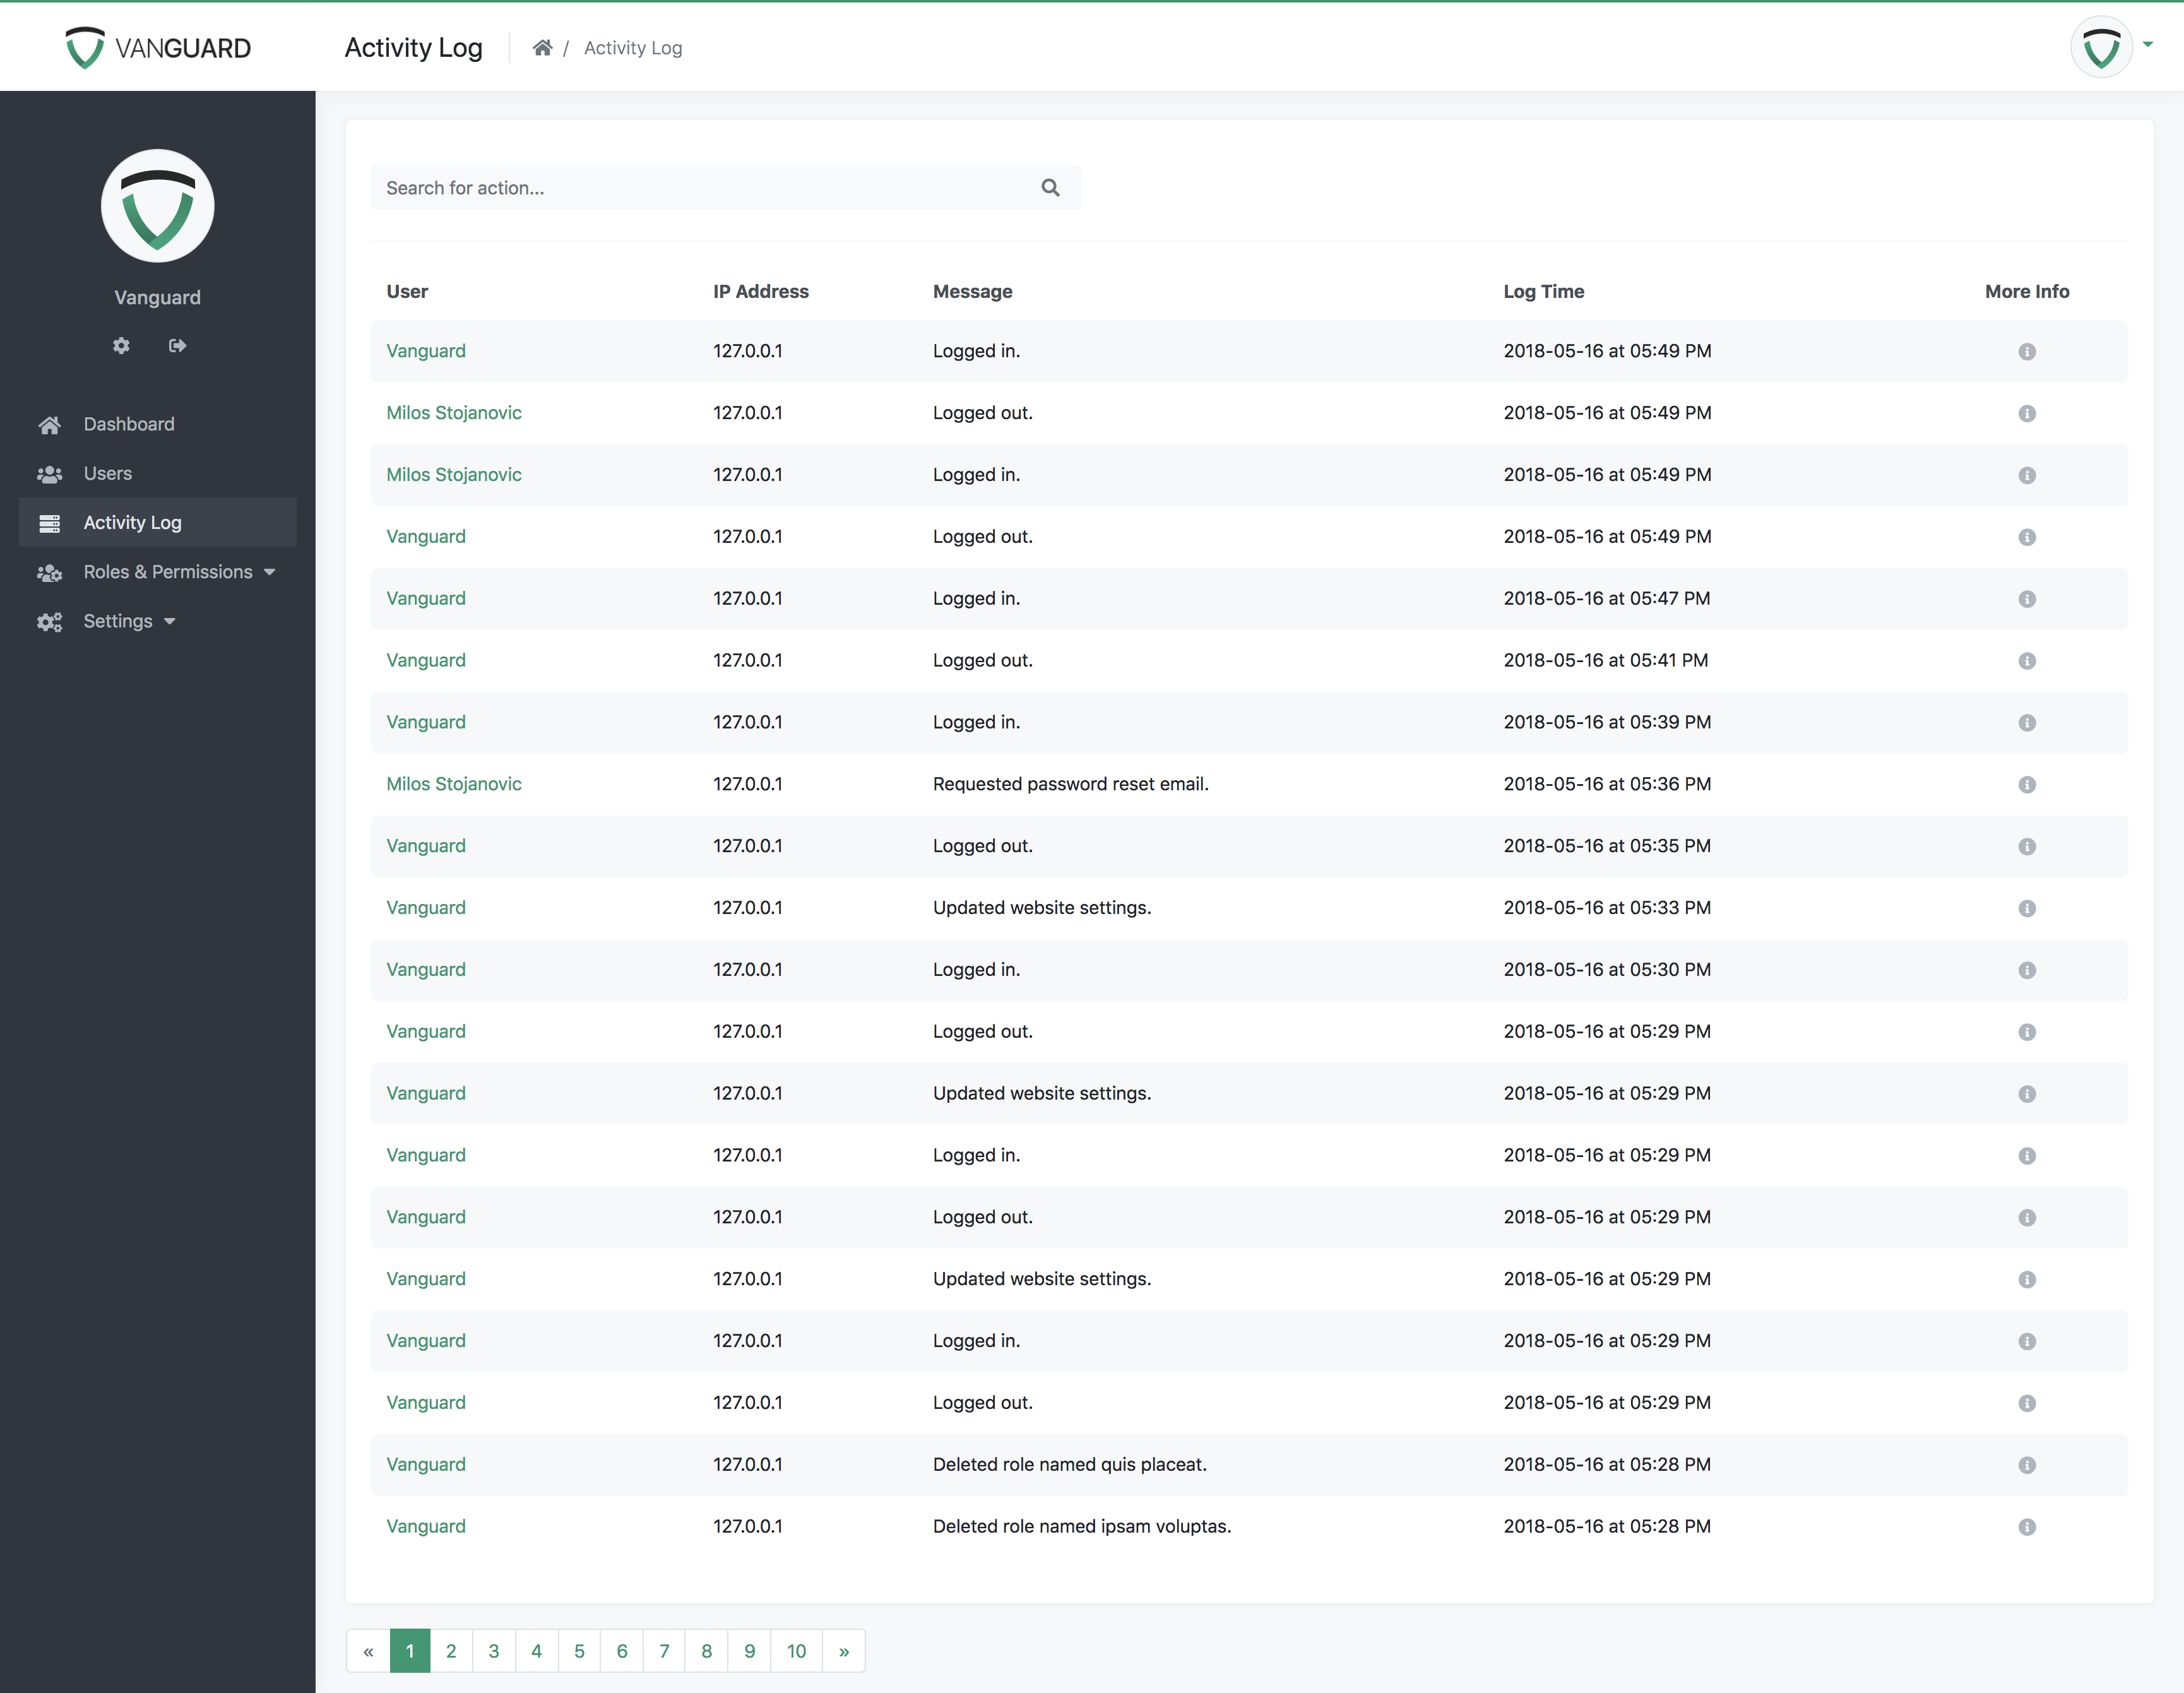 VANGUARD
Activity Log
/ Activity Log
Vanguard
Dashboard
Users
Activity Log
Roles & Permissions
Settings
Search for action...
User IP Address Message Log Time More Info
Vanguard 127.0.0.1 Logged in. 2018-05-16 at 05:49 PM
Milos Stojanovic 127.0.0.1 Logged out. 2018-05-16 at 05:49 PM
Milos Stojanovic 127.0.0.1 Logged in. 2018-05-16 at 05:49 PM
Vanguard 127.0.0.1 Logged out. 2018-05-16 at 05:49 PM
Vanguard 127.0.0.1 Logged in. 2018-05-16 at 05:47 PM
Vanguard 127.0.0.1 Logged out. 2018-05-16 at 05:41 PM
Vanguard 127.0.0.1 Logged in. 2018-05-16 at 05:39 PM
Milos Stojanovic 127.0.0.1 Requested password reset email. 2018-05-16 at 05:36 PM
Vanguard 127.0.0.1 Logged out. 2018-05-16 at 05:35 PM
Vanguard 127.0.0.1 Updated website settings. 2018-05-16 at 05:33 PM
Vanguard 127.0.0.1 Logged in. 2018-05-16 at 05:30 PM
Vanguard 127.0.0.1 Logged out. 2018-05-16 at 05:29 PM
Vanguard 127.0.0.1 Updated website settings. 2018-05-16 at 05:29 PM
Vanguard 127.0.0.1 Logged in. 2018-05-16 at 05:29 PM
Vanguard 127.0.0.1 Logged out. 2018-05-16 at 05:29 PM
Vanguard 127.0.0.1 Updated website settings. 2018-05-16 at 05:29 PM
Vanguard 127.0.0.1 Logged in. 2018-05-16 at 05:29 PM
Vanguard 127.0.0.1 Logged out. 2018-05-16 at 05:29 PM
Vanguard 127.0.0.1 Deleted role named quis placeat. 2018-05-16 at 05:28 PM
Vanguard 127.0.0.1 Deleted role named ipsam voluptas. 2018-05-16 at 05:28 PM
« 1 2 3 4 5 6 7 8 9 10 »